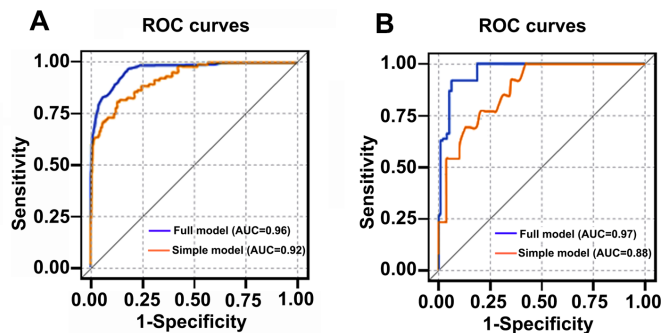 A
ROC curves
Sensitivity
1.00
0.75
0.50
0.25
0.00
Full model (AUC=0.96)
Simple model (AUC=0.92)
0.00 0.25 0.50 0.75 1.00
1-Specificity
B
ROC curves
Sensitivity
1.00
0.75
0.50
0.25
0.00
Full model (AUC=0.97)
Simple model (AUC=0.88)
0.00 0.25 0.50 0.75 1.00
1-Specificity